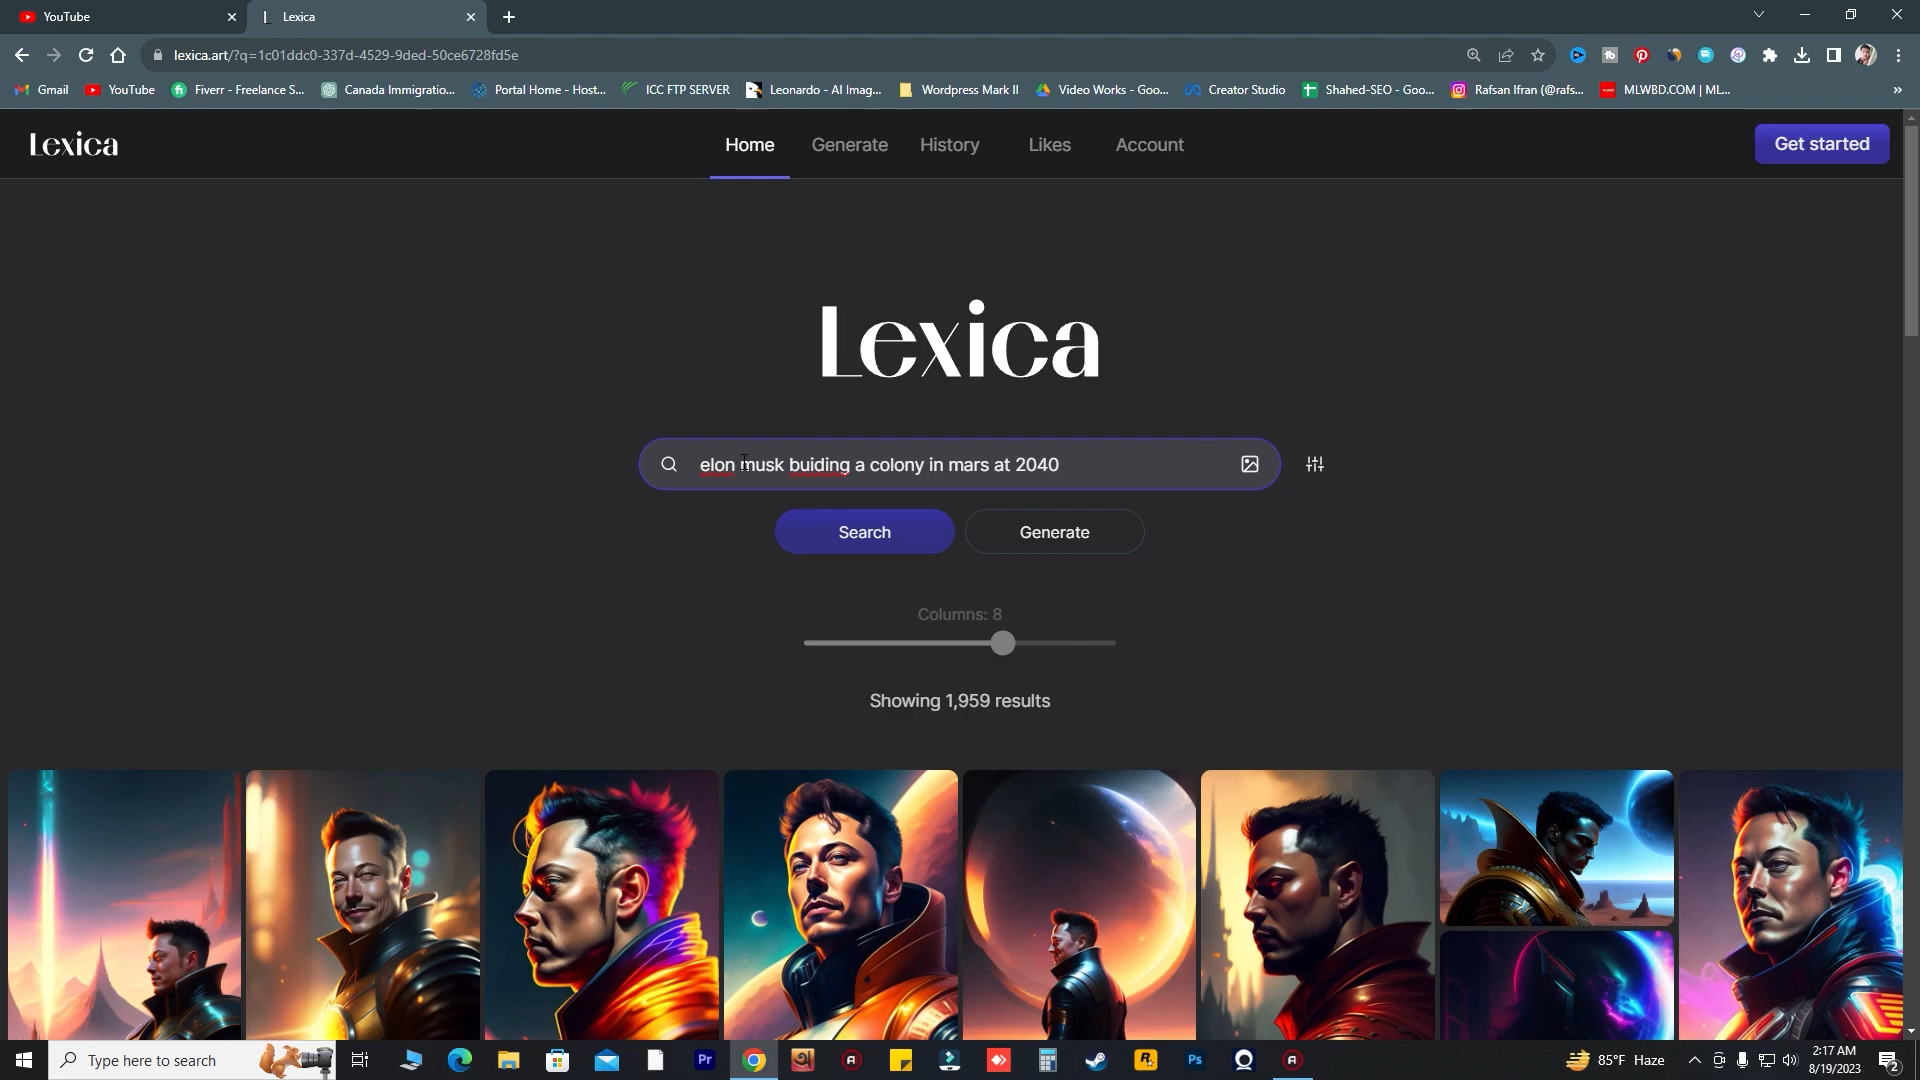 YouTube
Lexica
lexica.art/?q=1c01ddc0-337d-4529-9ded-50ce6728fd5e
Gmail
YouTube
Fiverr - Freelance S...
Canada Immigratio...
Portal Home - Host...
ICC FTP SERVER
Leonardo - AI Imag...
Wordpress Mark II
Video Works - Goo...
Creator Studio
Shahed-SEO - Goo...
Rafsan Ifran (@rafs...
MLWBD.COM | ML...
Lexica
Home
Generate
History
Likes
Account
Get started
Lexica
elon musk buiding a colony in mars at 2040
Search
Generate
Columns: 8
Showing 1,959 results
Type here to search
Pr
Ps
85°F Haze
2:17 AM
8/19/2023
2